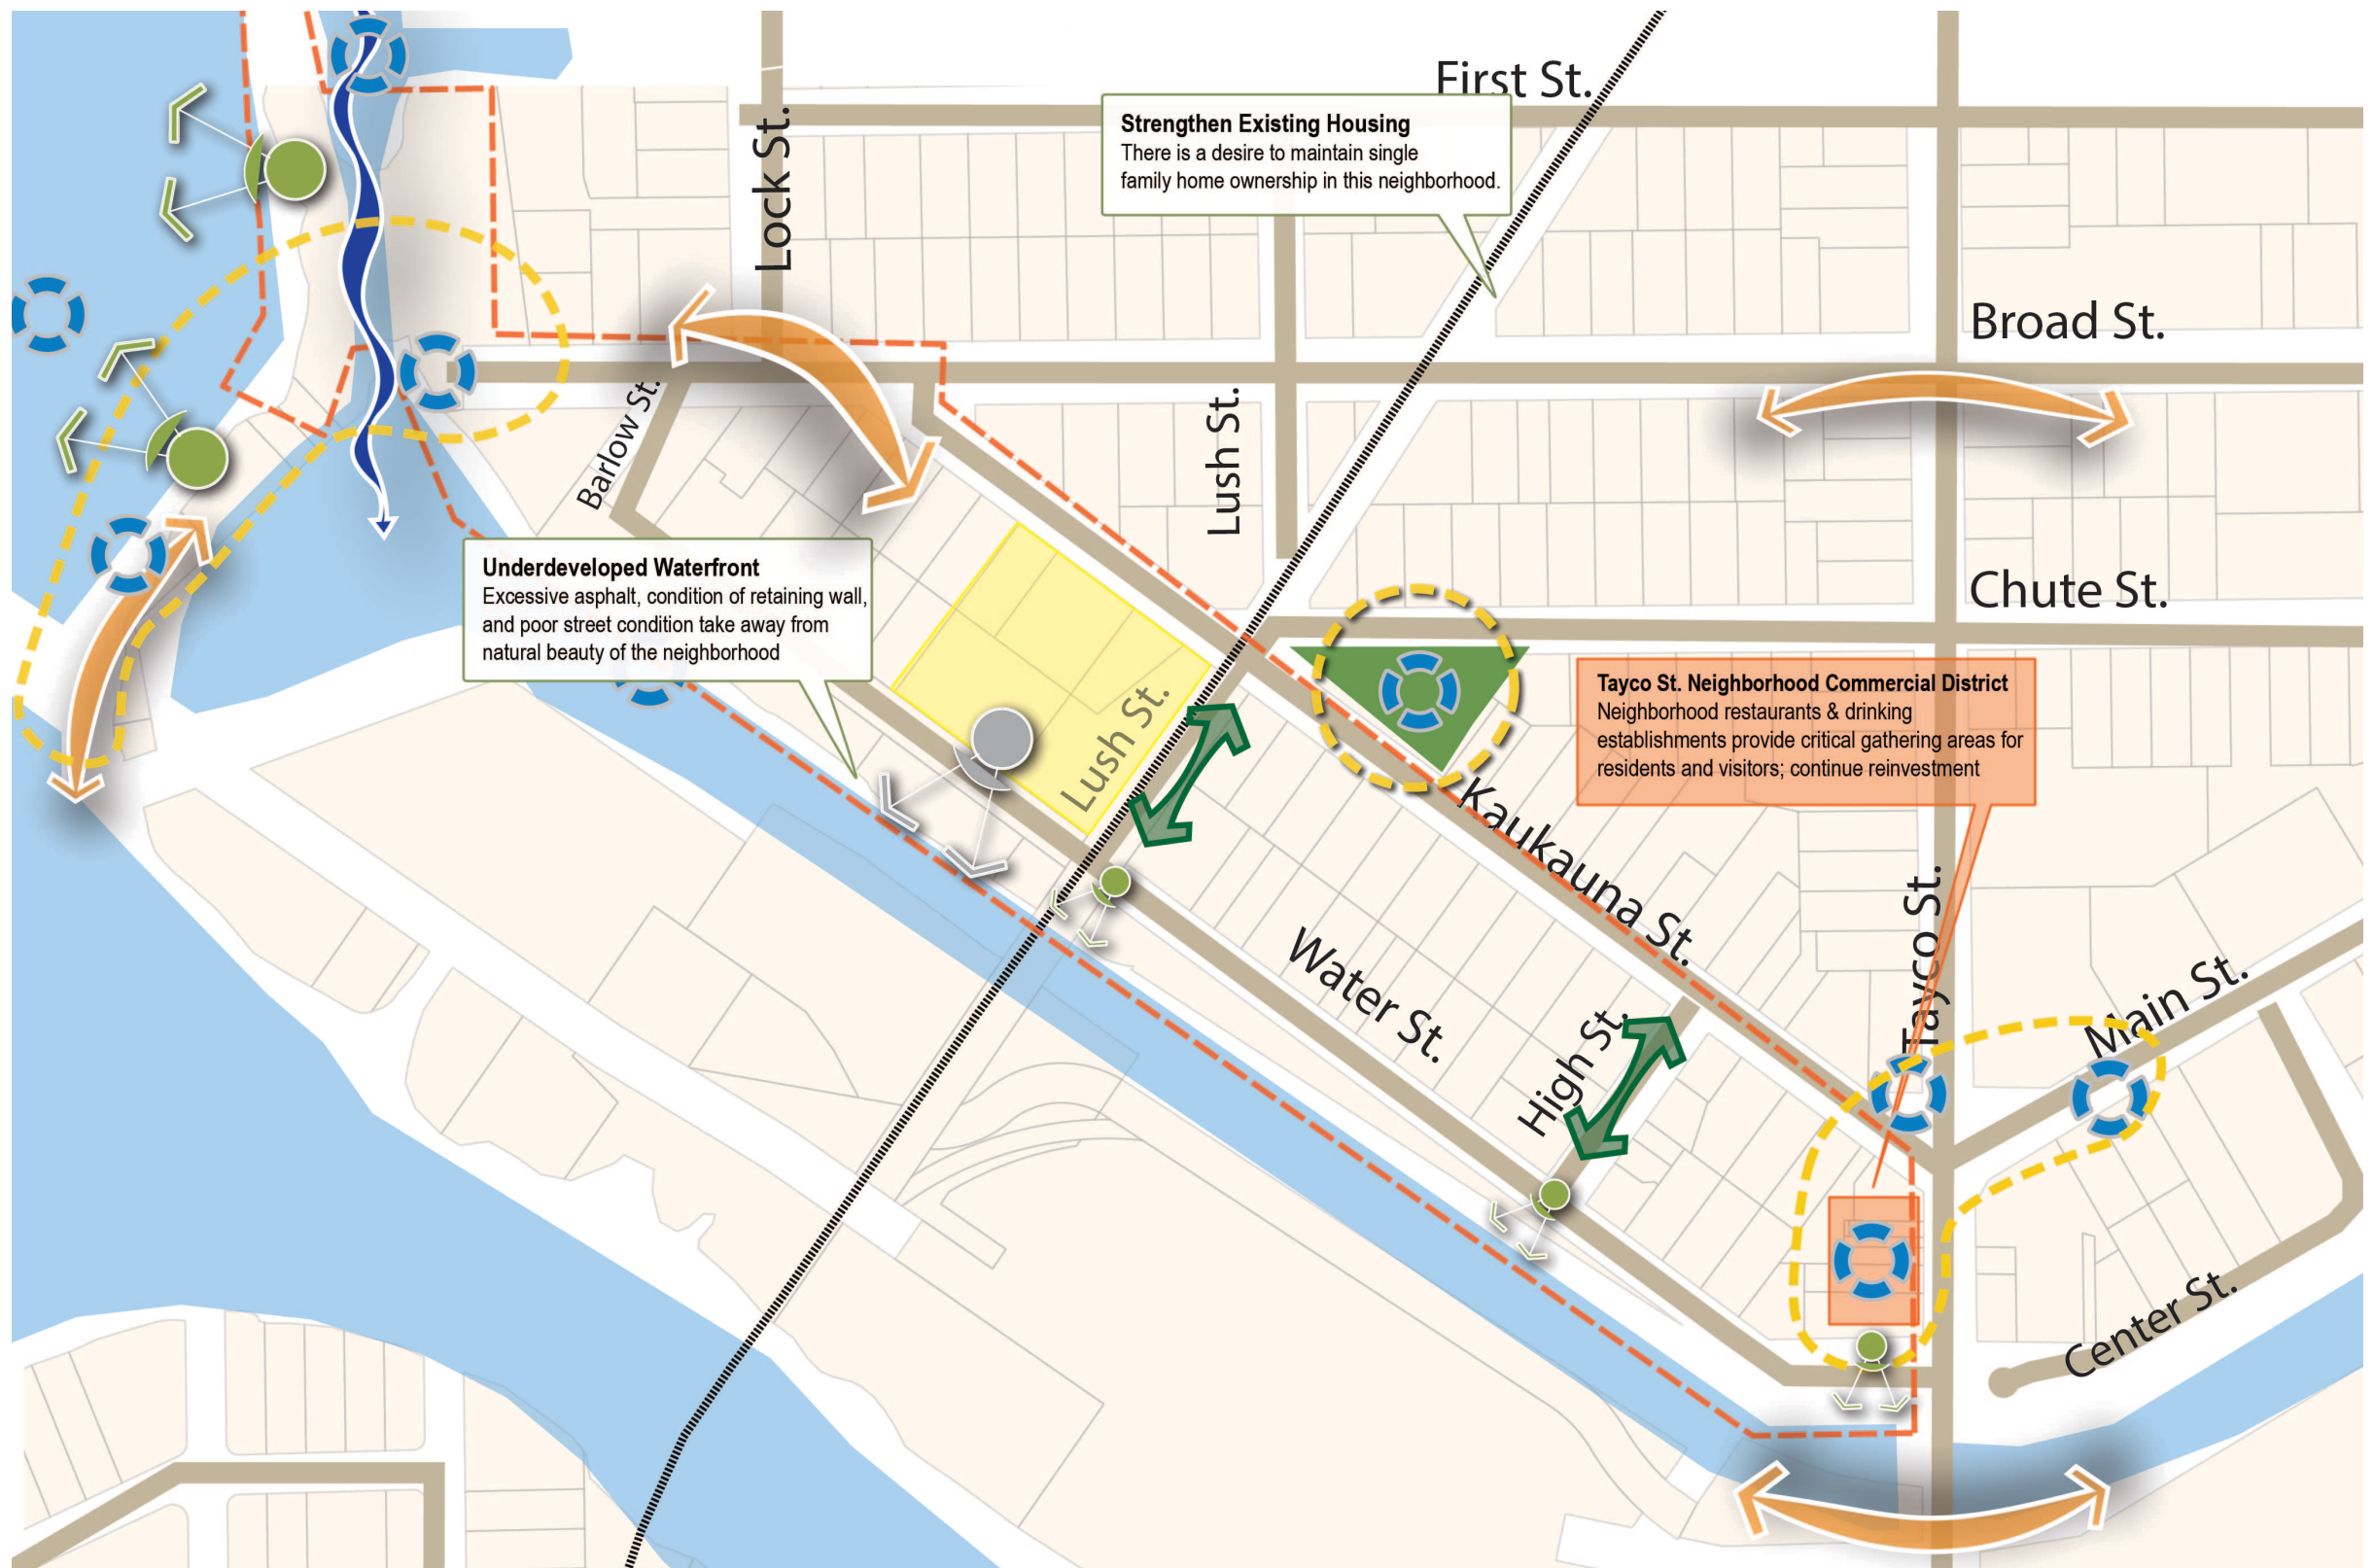 First St.
Strengthen Existing Housing
There is a desire to maintain single
family home ownership in this neighborhood.
Lock St.
Broad St.
Barlow St.
Lush St.
Underdeveloped Waterfront
Excessive asphalt, condition of retaining wall,
and poor street condition take away from
natural beauty of the neighborhood
Chute St.
Tayco St. Neighborhood Commercial District
Neighborhood restaurants & drinking
establishments provide critical gathering areas for
residents and visitors; continue reinvestment
Lush St.
Kaukauna St.
Water St.
Tayco St.
Main St.
High St.
Center St.